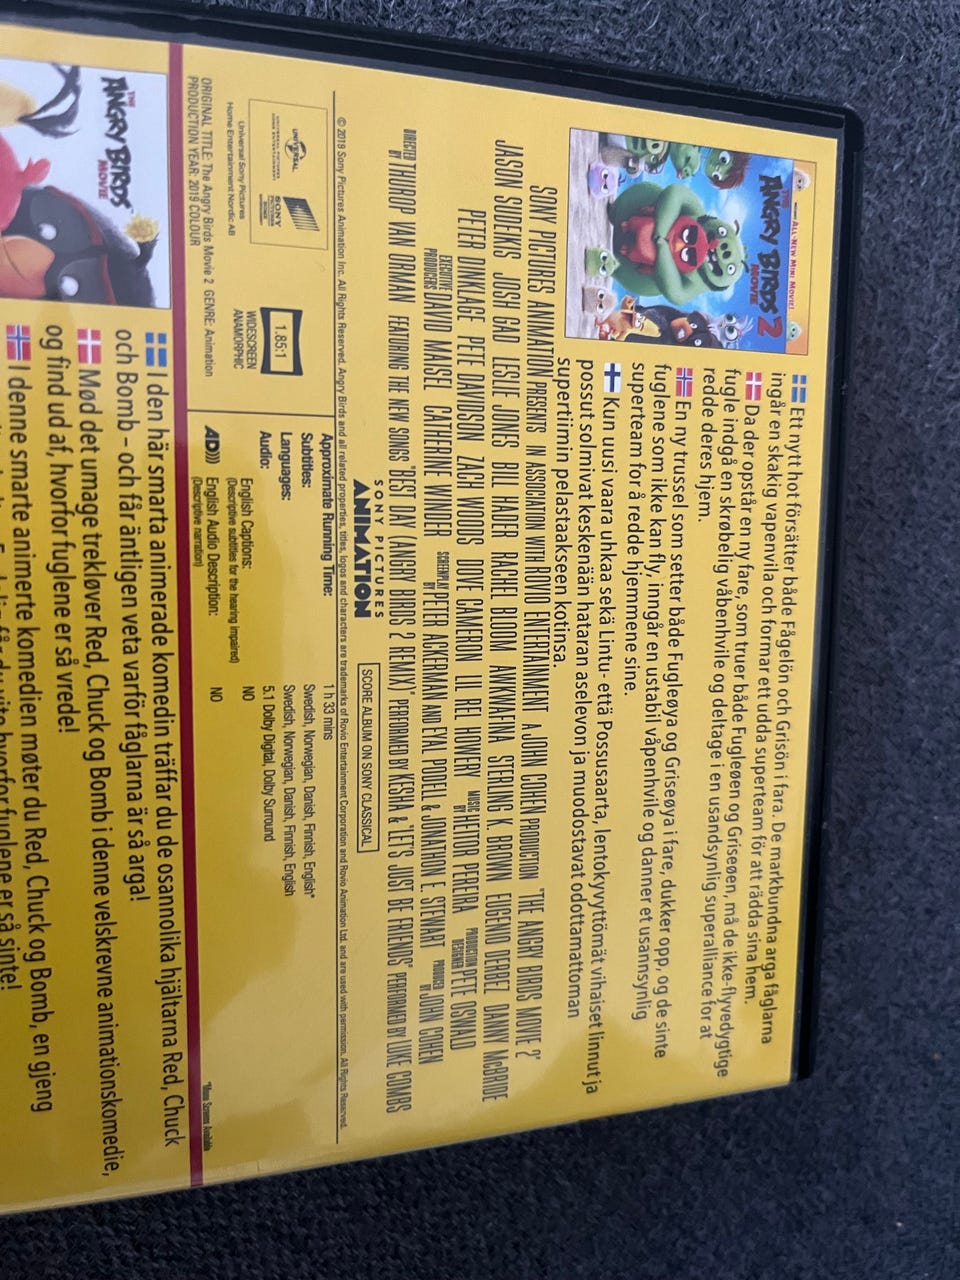 ALL-NEW MINI MOVIE!
THE
ANGRY BIRDS 2
MOVIE
Ett nytt hot försätter både Fågelön och Grisön i fara. De markbundna arga fåglarna
ingår en skakig vapenvila och formar ett udda superteam för att rädda sina hem.
Da der opstår en ny fare, som truer både Fugleøen og Griseøen, må de ikke-flyvedygtige
fugle indgå en skrøbelig våbenhvile og deltage i en usandsynlig superalliance for at
redde deres hjem.
En ny trussel som setter både Fugleøya og Griseøya i fare, dukker opp, og de sinte
fuglene som ikke kan fly, inngår en ustabil våpenhvile og danner et usannsynlig
superteam for å redde hjemmene sine.
Kun uusi vaara uhkaa sekä Lintu- että Possusaarta, lentokyvyttömät vihaiset linnut ja
possut solmivat keskenään hataran aselevon ja muodostavat odottamattoman
supertiimin pelastaakseen kotinsa.
SONY PICTURES ANIMATION PRESENTS IN ASSOCIATION WITH ROVIO ENTERTAINMENT A JOHN COHEN PRODUCTION "THE ANGRY BIRDS MOVIE 2"
JASON SUDEIKIS JOSH GAD LESLIE JONES BILL HADER RACHEL BLOOM AWKWAFINA STERLING K. BROWN EUGENIO DERBEZ DANNY McBRIDE
PETER DINKLAGE PETE DAVIDSON ZACH WOODS DOVE CAMERON LIL REL HOWERY MUSIC BY HEITOR PEREIRA PRODUCTION DESIGNER PETE OSWALD
EXECUTIVE PRODUCERS DAVID MAISEL CATHERINE WINDER SCREENPLAY BY PETER ACKERMAN AND EYAL PODELL & JONATHON E. STEWART PRODUCED BY JOHN COHEN
DIRECTED BY THUROP VAN ORMAN FEATURING THE NEW SONGS "BEST DAY (ANGRY BIRDS 2 REMIX)" PERFORMED BY KESHA & "LET'S JUST BE FRIENDS" PERFORMED BY LUKE COMBS
SONY PICTURES
ANIMATION
SCORE ALBUM ON SONY CLASSICAL
© 2019 Sony Pictures Animation Inc. All Rights Reserved. Angry Birds and all related properties, titles, logos and characters are trademarks of Rovio Entertainment Corporation and Rovio Animation Ltd. and are used with permission. All Rights Reserved.
UNIVERSAL
SONY
Universal Sony Pictures
Home Entertainment Nordic AB
1.85:1
WIDESCREEN
ANAMORPHIC
ORIGINAL TITLE: The Angry Birds Movie 2 GENRE: Animation
PRODUCTION YEAR: 2019 COLOUR
Approximate Running Time: 1 h 33 mins
Subtitles: Swedish, Norwegian, Danish, Finnish, English*
Languages: Swedish, Norwegian, Danish, Finnish, English
Audio: 5.1 Dolby Digital, Dolby Surround
English Captions: NO
(Descriptive subtitles for the hearing impaired)
AD))) English Audio Description: NO
(Descriptive narration)
THE
ANGRY BIRDS
MOVIE
I den här smarta animerade komedin träffar du de osannolika hjältarna Red, Chuck
och Bomb – och får äntligen veta varför fåglarna är så arga!
Mød det umage trekløver Red, Chuck og Bomb i denne velskrevne animationskomedie,
og find ud af, hvorfor fuglene er så vrede!
I denne smarte animerte komedien møter du Red, Chuck og Bomb, en gjeng
får du vite hvorfor fuglene er så sinte!